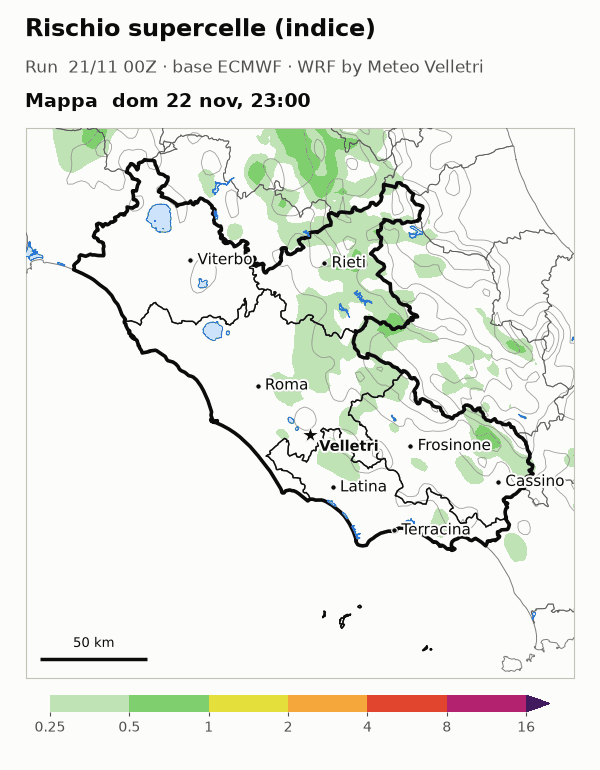 Rischio supercelle (indice)
Run  21/11 00Z · base ECMWF · WRF by Meteo Velletri
Mappa  dom 22 nov, 23:00
Viterbo
Rieti
Roma
Velletri
Frosinone
Latina
Cassino
Terracina
50 km
0.25 0.5 1 2 4 8 16